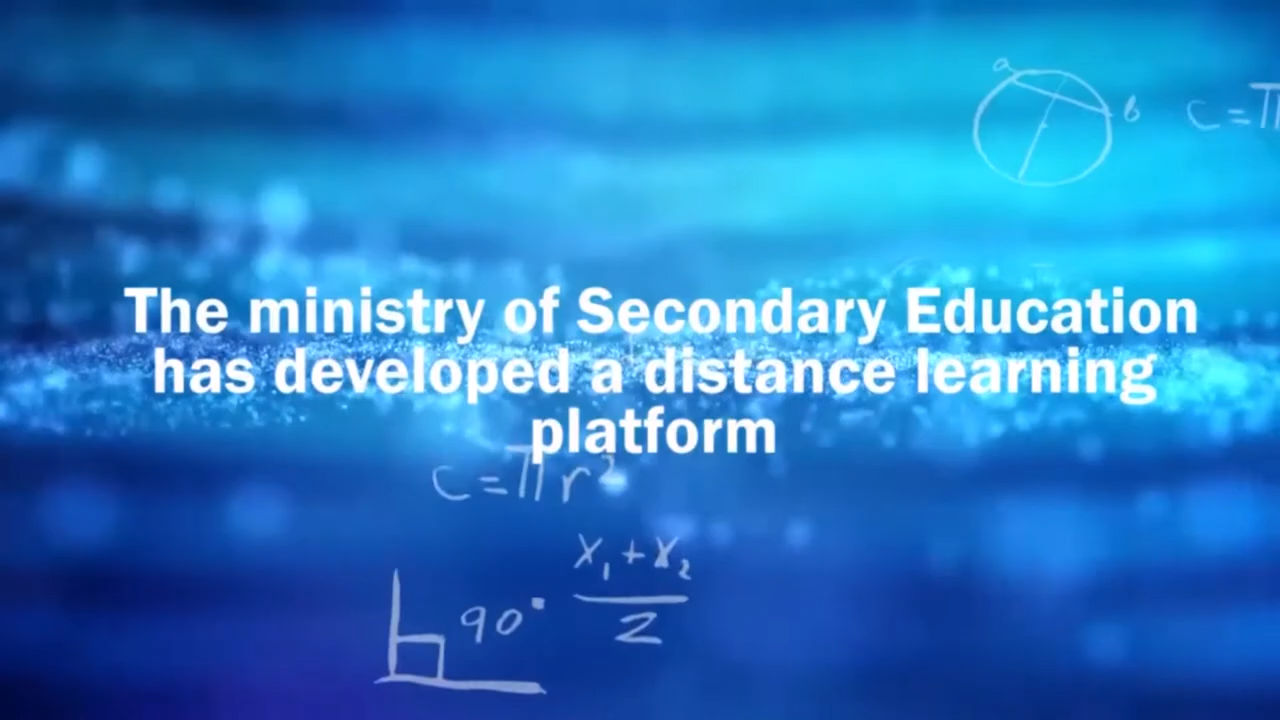 a
b c=π
The ministry of Secondary Education
has developed a distance learning
platform
c=πr²
x₁+x₂
90°
2